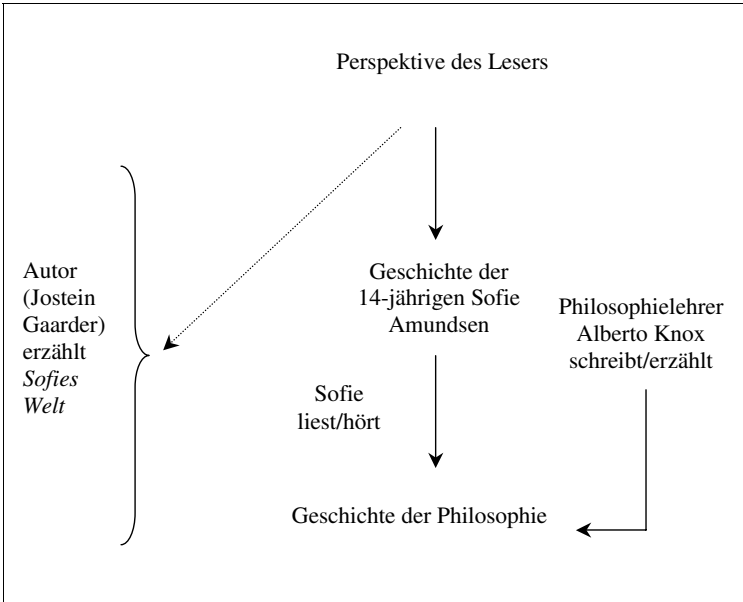 Perspektive des Lesers
Autor
(Jostein
Gaarder)
erzählt
Sofies
Welt
Geschichte der
14-jährigen Sofie
Amundsen
Philosophielehrer
Alberto Knox
schreibt/erzählt
Sofie
liest/hört
Geschichte der Philosophie